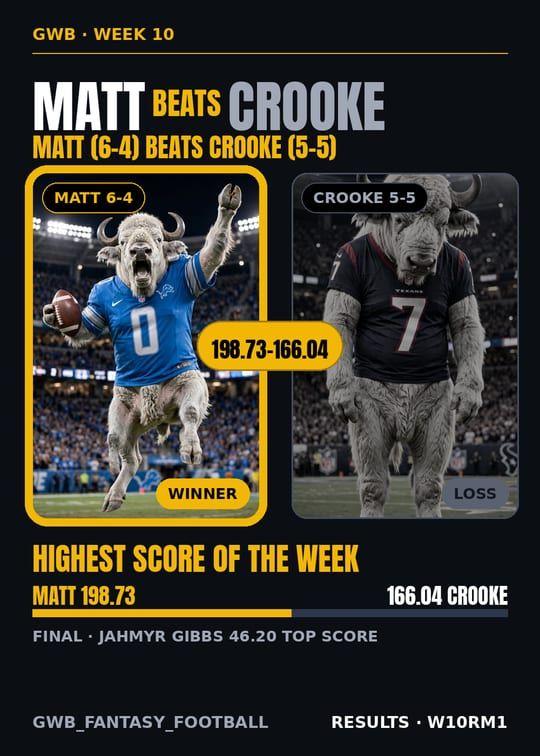 GWB · WEEK 10
MATT BEATS CROOKE
MATT (6-4) BEATS CROOKE (5-5)
MATT 6-4
CROOKE 5-5
0
TEXANS
7
7
198.73-166.04
WINNER
LOSS
HIGHEST SCORE OF THE WEEK
MATT 198.73
166.04 CROOKE
FINAL · JAHMYR GIBBS 46.20 TOP SCORE
GWB_FANTASY_FOOTBALL
RESULTS · W10RM1